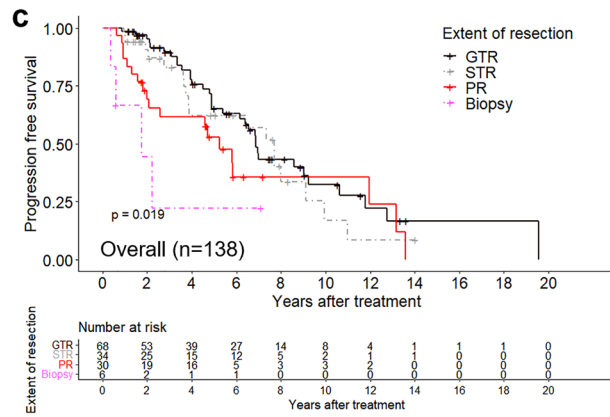 c
Extent of resection
GTR
STR
PR
Biopsy
Progression free survival
1.00
0.75
0.50
0.25
0.00
p = 0.019
Overall (n=138)
0 2 4 6 8 10 12 14 16 18 20
Years after treatment
Number at risk
Extent of resection
GTR 68 53 39 27 14 8 4 1 1 1 0
STR 34 25 15 12 5 2 1 1 0 0 0
PR 30 19 16 5 3 3 2 0 0 0 0
Biopsy 6 2 1 1 0 0 0 0 0 0 0
0 2 4 6 8 10 12 14 16 18 20
Years after treatment